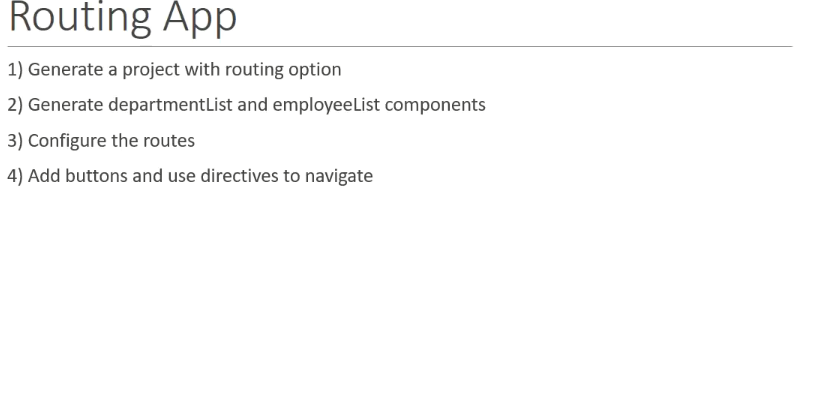 Routing App
1) Generate a project with routing option
2) Generate departmentList and employeeList components
3) Configure the routes
4) Add buttons and use directives to navigate